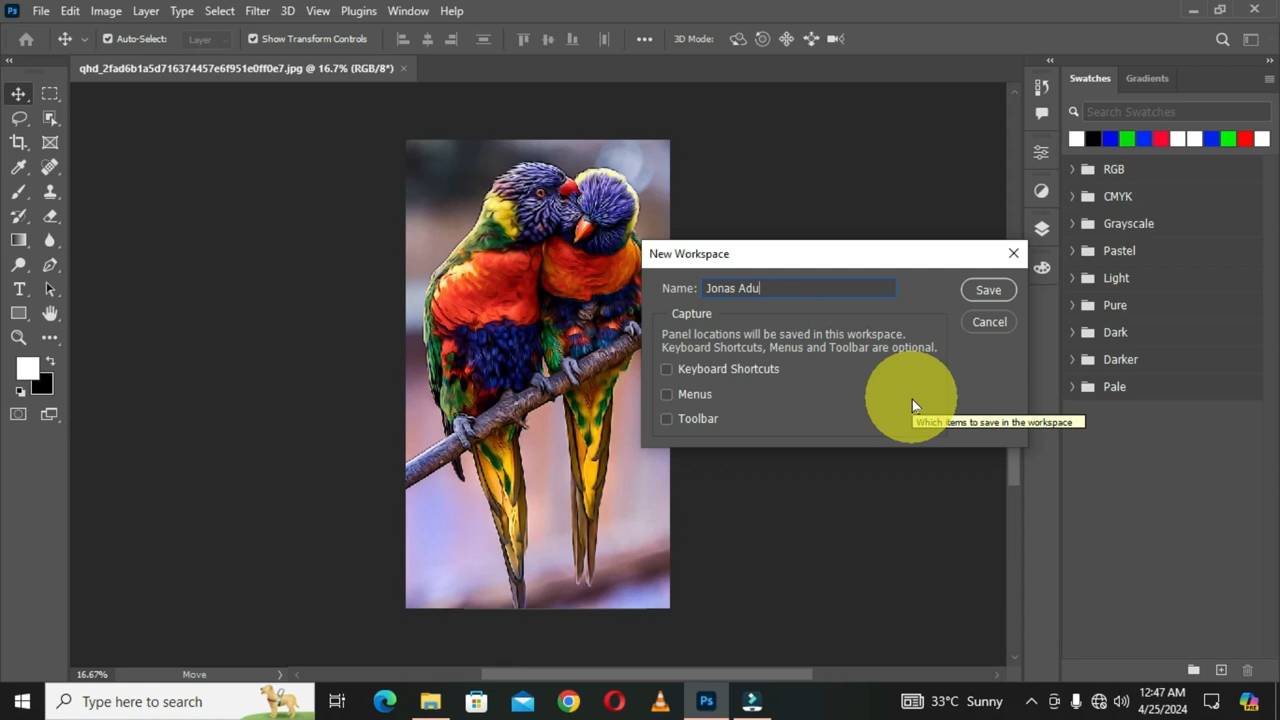 Ps File Edit Image Layer Type Select Filter 3D View Plugins Window Help
Auto-Select: Layer Show Transform Controls ••• 3D Mode:
qhd_2fad6b1a5d716374457e6f951e0ff0e7.jpg @ 16.7% (RGB/8*) ×
Swatches Gradients
Search Swatches
RGB
CMYK
Grayscale
Pastel
Light
Pure
Dark
Darker
Pale
New Workspace
Name: Jonas Adu
Save
Capture
Cancel
Panel locations will be saved in this workspace.
Keyboard Shortcuts, Menus and Toolbar are optional.
Keyboard Shortcuts
Menus
Toolbar
Which items to save in the workspace
16.67% Move
Type here to search
Ps
33°C Sunny
12:47 AM
4/25/2024
PRE